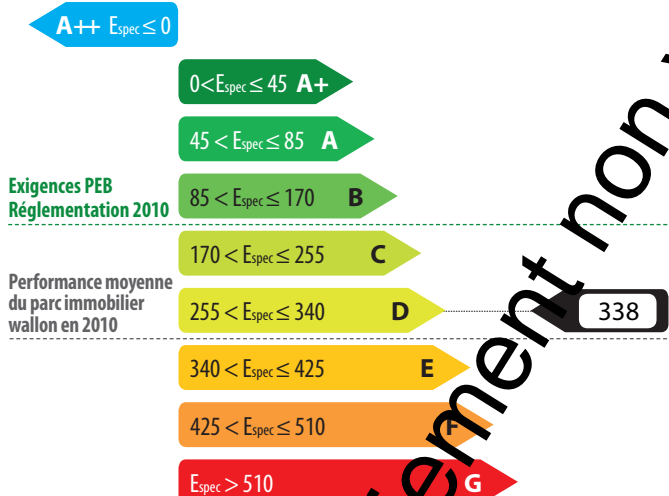 A++ Espec ≤ 0
0<Espec ≤ 45 A+
45 < Espec ≤ 85 A
Exigences PEB
Réglementation 2010
85 < Espec ≤ 170 B
170 < Espec ≤ 255 C
Performance moyenne
du parc immobilier
wallon en 2010
255 < Espec ≤ 340 D
338
340 < Espec ≤ 425 E
425 < Espec ≤ 510 F
Espec > 510 G
non